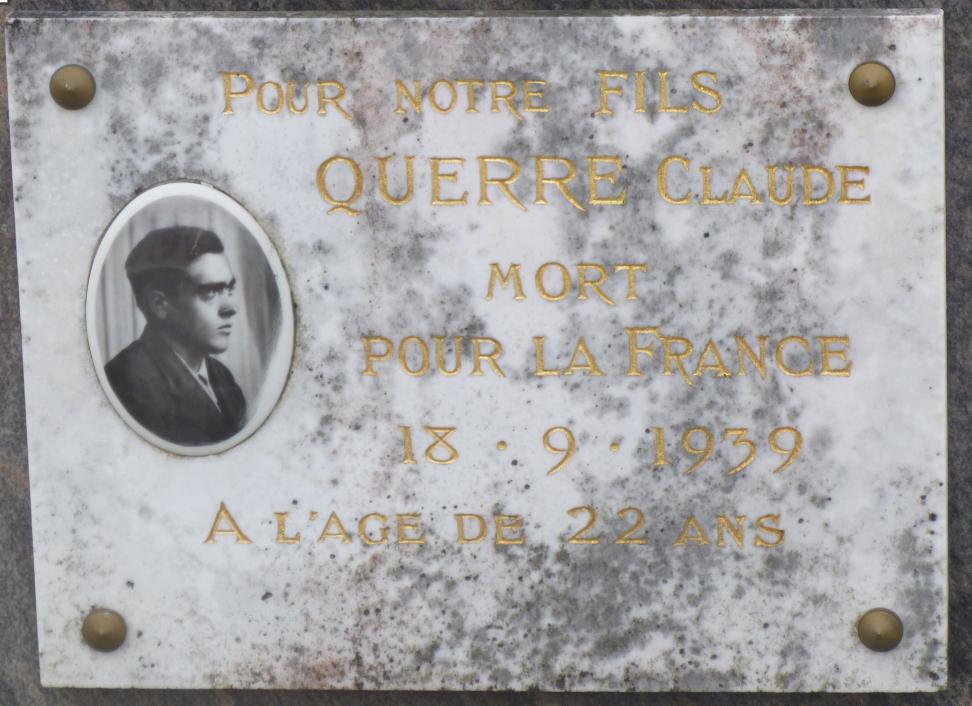 POUR NOTRE FILS
QUERRE CLAUDE
MORT
POUR LA FRANCE
18 · 9 · 1939
A L'AGE DE 22 ANS